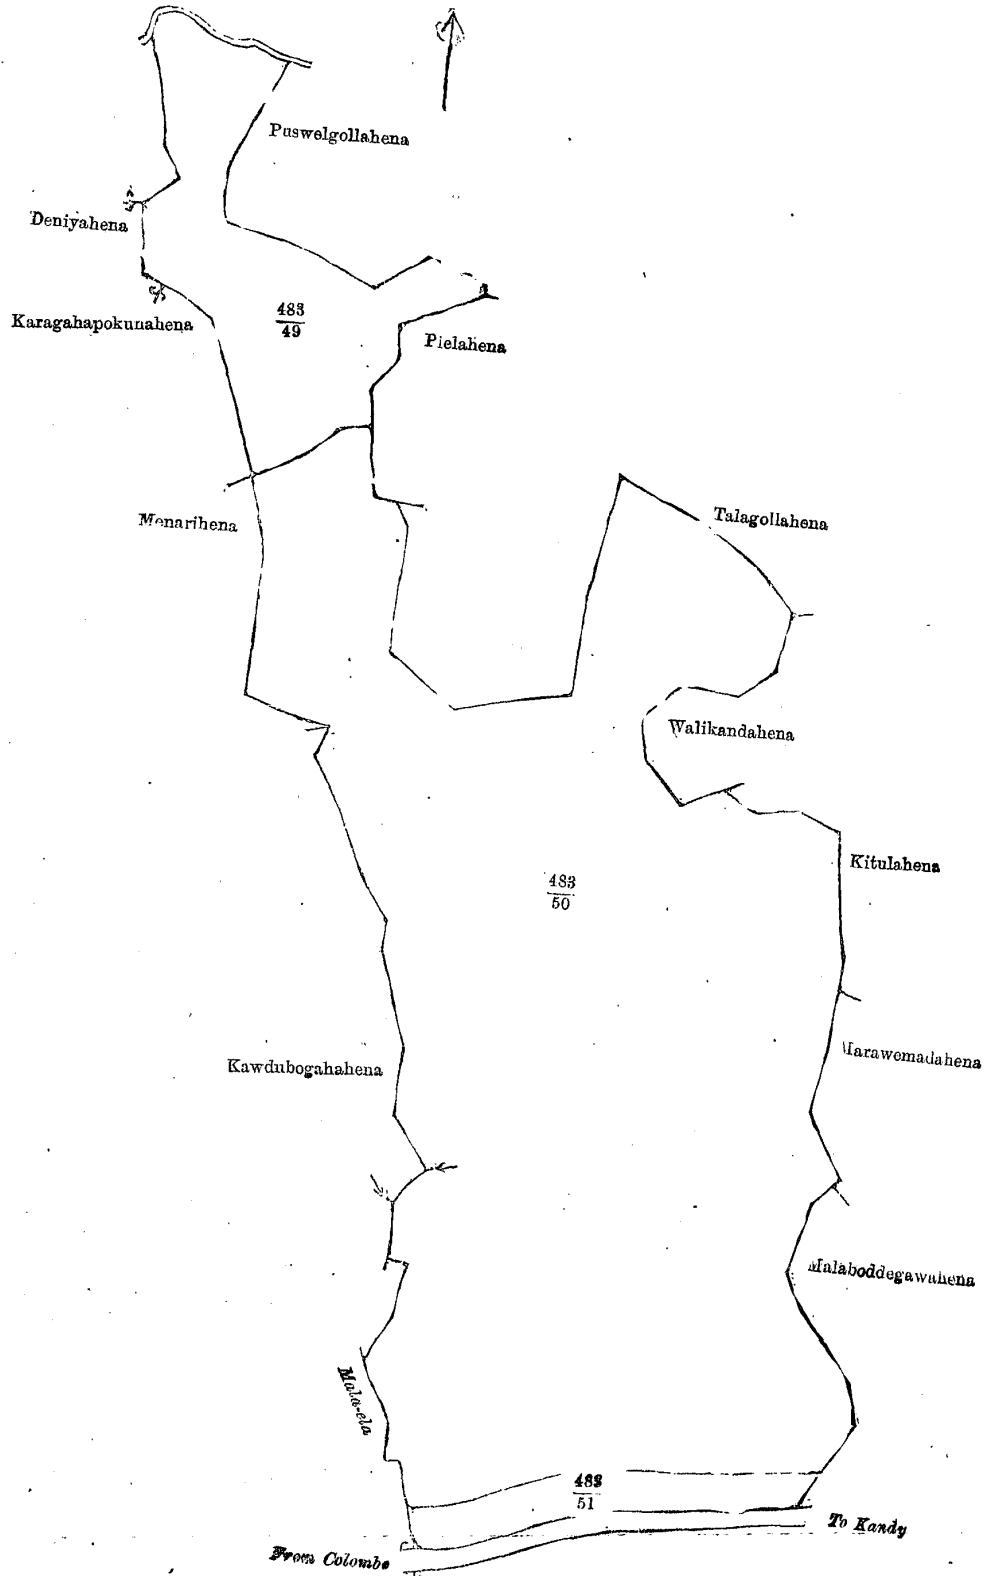 Puswelgollahena
Deniyahena
Karagahapokunahena
483
49
Pielahena
Menarihena
Talagollahena
Walikandahena
Kitulahena
483
50
Marawemadahena
Kawdubogahahena
Malaboddegawahena
Mala-ela
483
51
To Kandy
From Colombo